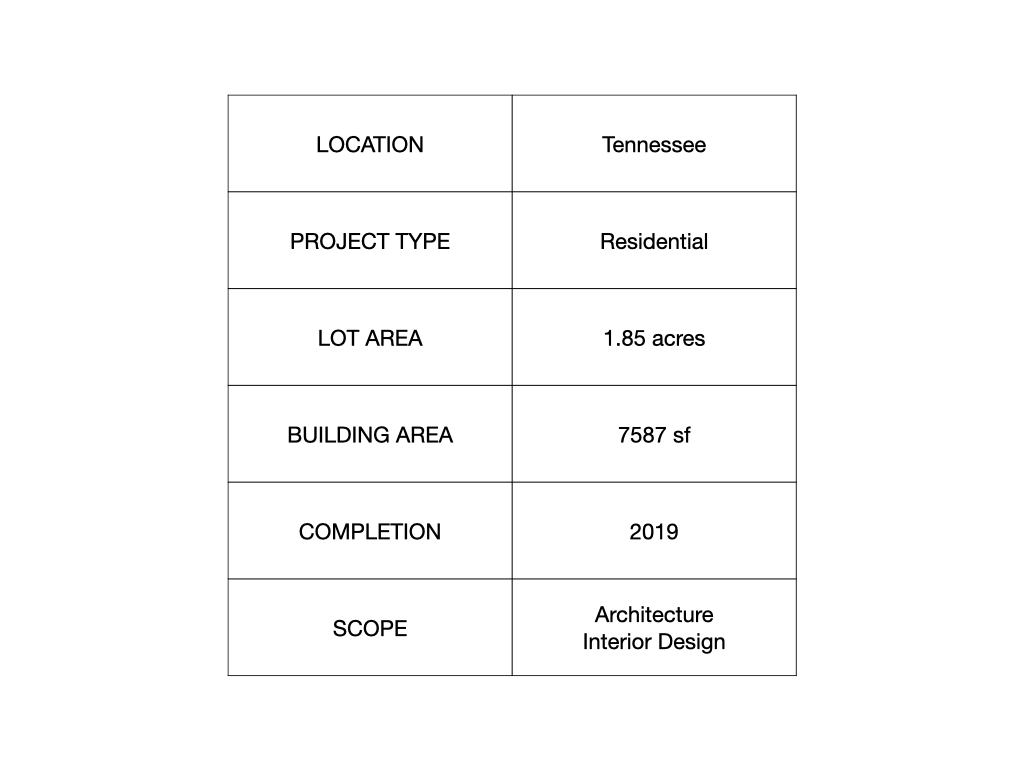 LOCATION Tennessee
PROJECT TYPE Residential
LOT AREA 1.85 acres
BUILDING AREA 7587 sf
COMPLETION 2019
SCOPE Architecture
Interior Design